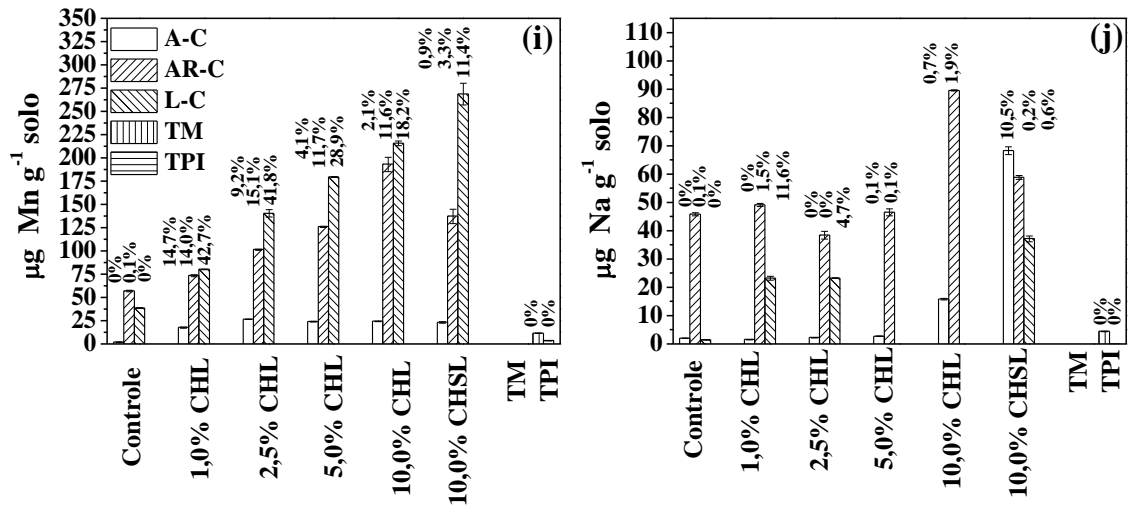 µg Mn g⁻¹ solo
350
325
300
275
250
225
200
175
150
125
100
75
50
25
0
A-C
AR-C
L-C
TM
TPI
(i)
0%
0,1%
0%
14,7%
14,0%
42,7%
9,2%
15,1%
41,8%
4,1%
11,7%
28,9%
2,1%
11,6%
18,2%
0,9%
3,3%
11,4%
0%
0%
Controle
1,0% CHL
2,5% CHL
5,0% CHL
10,0% CHL
10,0% CHSL
TM
TPI
µg Na g⁻¹ solo
110
100
90
80
70
60
50
40
30
20
10
0
(j)
0%
0,1%
0%
0%
1,5%
11,6%
0%
0%
4,7%
0,1%
0,1%
0,7%
1,9%
10,5%
0,2%
0,6%
0%
0%
Controle
1,0% CHL
2,5% CHL
5,0% CHL
10,0% CHL
10,0% CHSL
TM
TPI